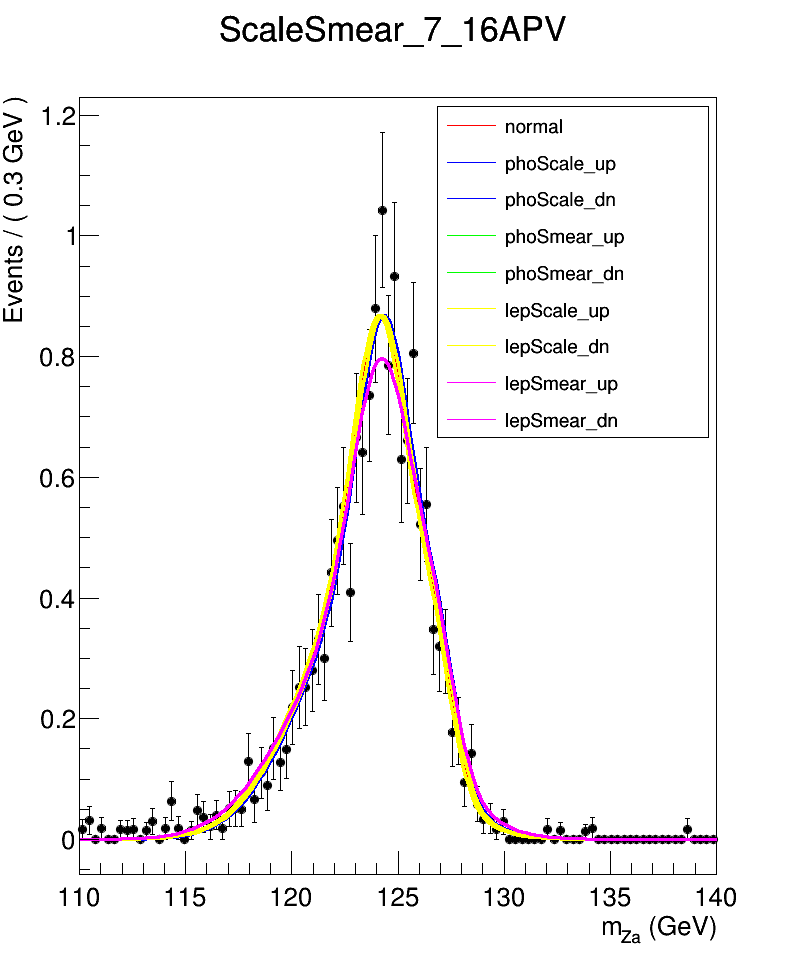 ScaleSmear_7_16APV
Events / ( 0.3 GeV )
1.2
1
0.8
0.6
0.4
0.2
0
normal
phoScale_up
phoScale_dn
phoSmear_up
phoSmear_dn
lepScale_up
lepScale_dn
lepSmear_up
lepSmear_dn
110 115 120 125 130 135 140
m_Za (GeV)